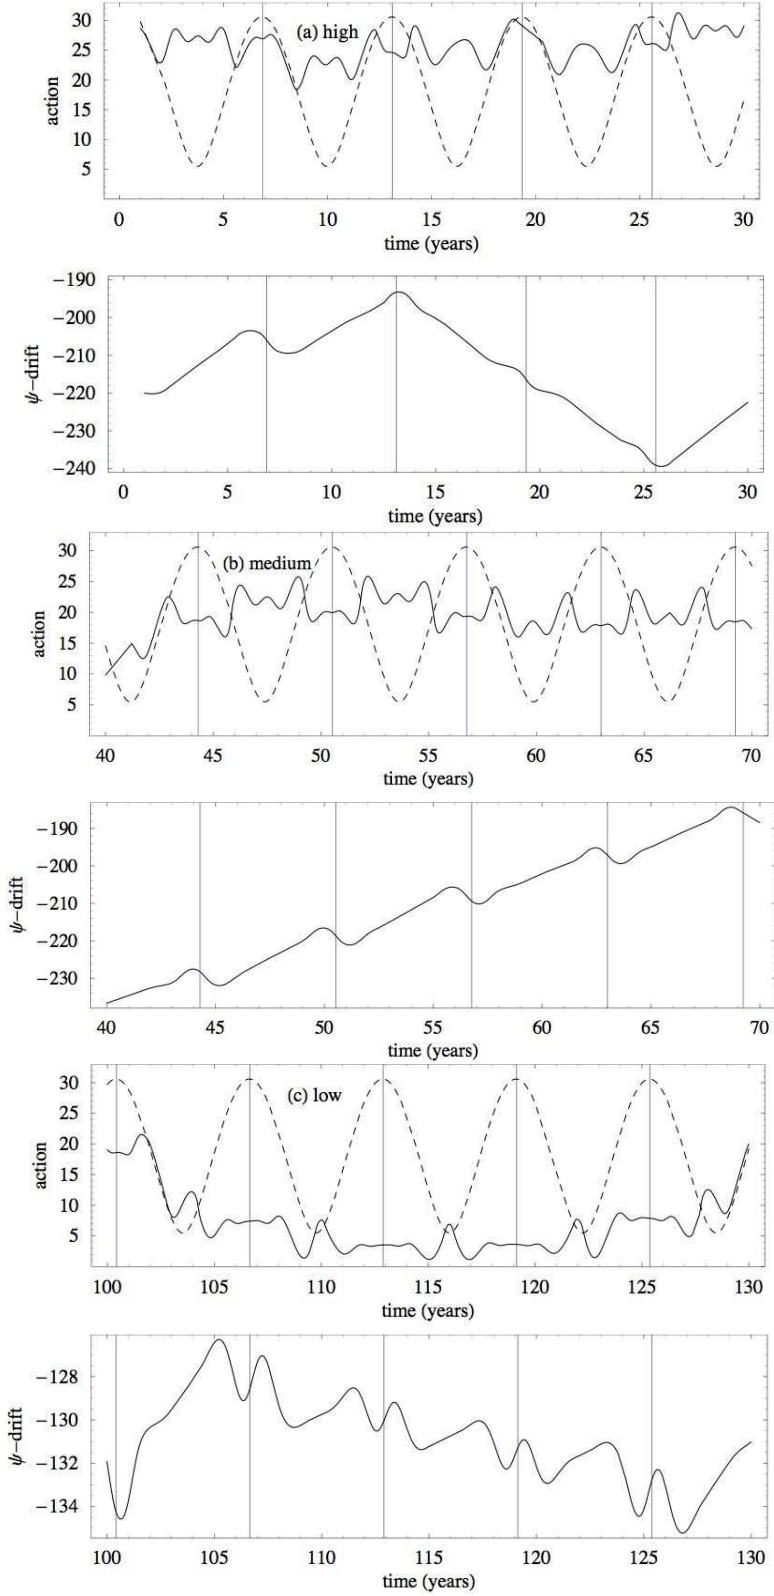 30
(a) high
25
20
action
15
10
5
0 5 10 15 20 25 30
time (years)
−190
−200
−210
ψ−drift
−220
−230
−240
0 5 10 15 20 25 30
time (years)
30
(b) medium
25
20
action
15
10
5
40 45 50 55 60 65 70
time (years)
−190
−200
ψ−drift
−210
−220
−230
40 45 50 55 60 65 70
time (years)
30
(c) low
25
20
action
15
10
5
100 105 110 115 120 125 130
time (years)
−128
−130
ψ−drift
−132
−134
100 105 110 115 120 125 130
time (years)